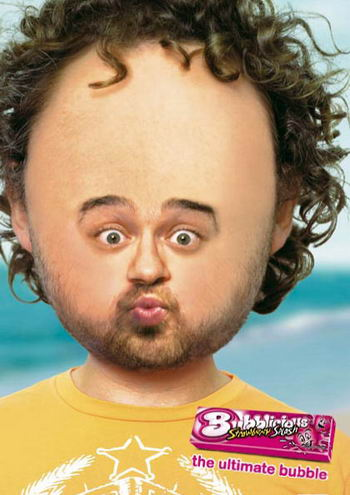 Bubblicious
Strawberry Splash
the ultimate bubble